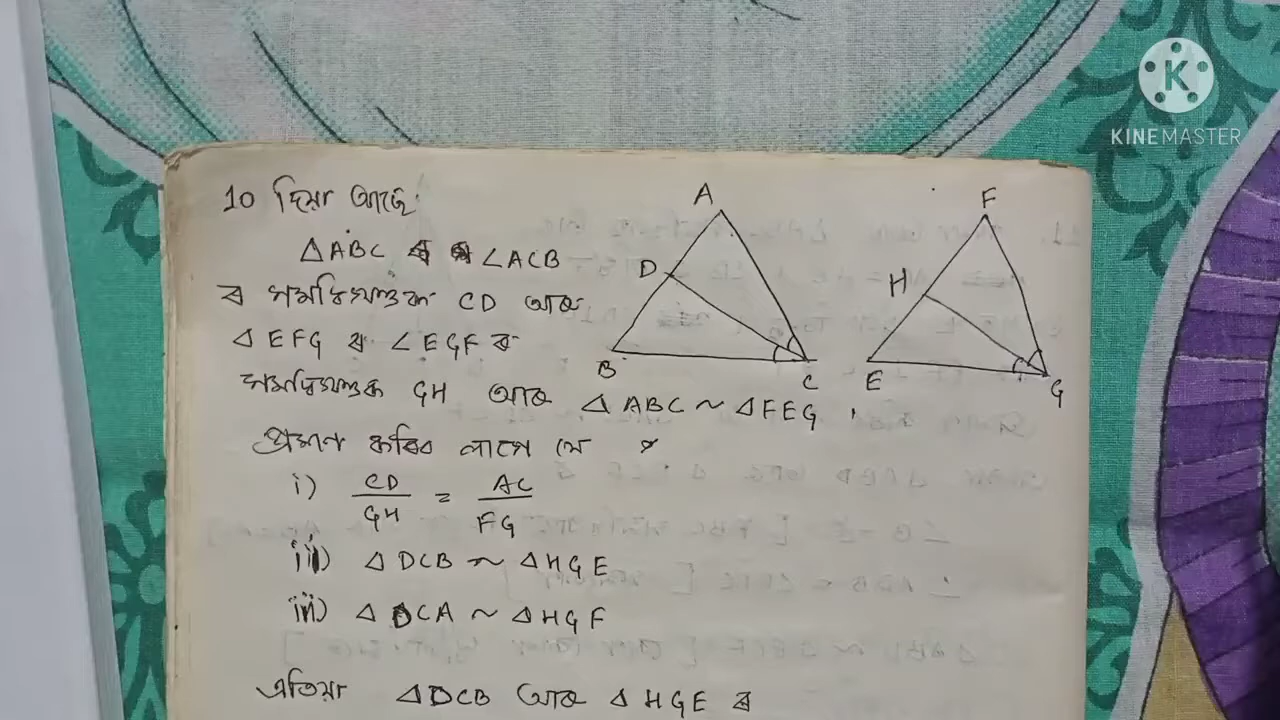 KINEMASTER
10 দিয়া আছে
△ABC ৰ ∠ACB
ৰ সমদ্বিখণ্ডক CD আৰু
△EFG ৰ ∠EGF ৰ
সমদ্বিখণ্ডক GH আৰু △ABC ~ △FEG ,
প্ৰমাণ কৰিব লাগে যে
i) CD/GH = AC/FG
ii) △DCB ~ △HGE
iii) △DCA ~ △HGF
এতিয়া △DCB আৰু △HGE ৰ
A
D
B
C
F
H
E
G